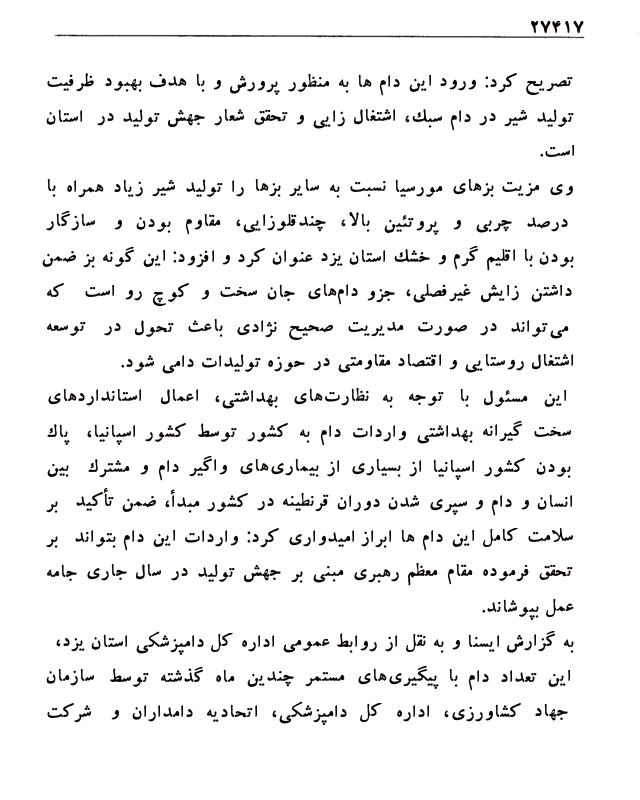 ۲۷۴۱۷
تصریح کرد: ورود این دام ها به منظور پرورش و با هدف بهبود ظرفیت
تولید شیر در دام سبك، اشتغال زایی و تحقق شعار جهش تولید در استان
است.
وی مزیت بزهای مورسیا نسبت به سایر بزها را تولید شیر زیاد همراه با
درصد چربی و پروتئین بالا، چندقلوزایی، مقاوم بودن و سازگار
بودن با اقلیم گرم و خشك استان یزد عنوان کرد و افزود: این گونه بز ضمن
داشتن زایش غیرفصلی، جزو دام‌های جان سخت و کوچ رو است که
می‌تواند در صورت مدیریت صحیح نژادی باعث تحول در توسعه
اشتغال روستایی و اقتصاد مقاومتی در حوزه تولیدات دامی شود.
این مسئول با توجه به نظارت‌های بهداشتی، اعمال استانداردهای
سخت گیرانه بهداشتی واردات دام به کشور توسط کشور اسپانیا، پاك
بودن کشور اسپانیا از بسیاری از بیماری‌های واگیر دام و مشترك بین
انسان و دام و سپری شدن دوران قرنطینه در کشور مبدأ، ضمن تأکید بر
سلامت کامل این دام ها ابراز امیدواری کرد: واردات این دام بتواند بر
تحقق فرموده مقام معظم رهبری مبنی بر جهش تولید در سال جاری جامه
عمل بپوشاند.
به گزارش ایسنا و به نقل از روابط عمومی اداره کل دامپزشکی استان یزد،
این تعداد دام با پیگیری‌های مستمر چندین ماه گذشته توسط سازمان
جهاد کشاورزی، اداره کل دامپزشکی، اتحادیه دامداران و شرکت